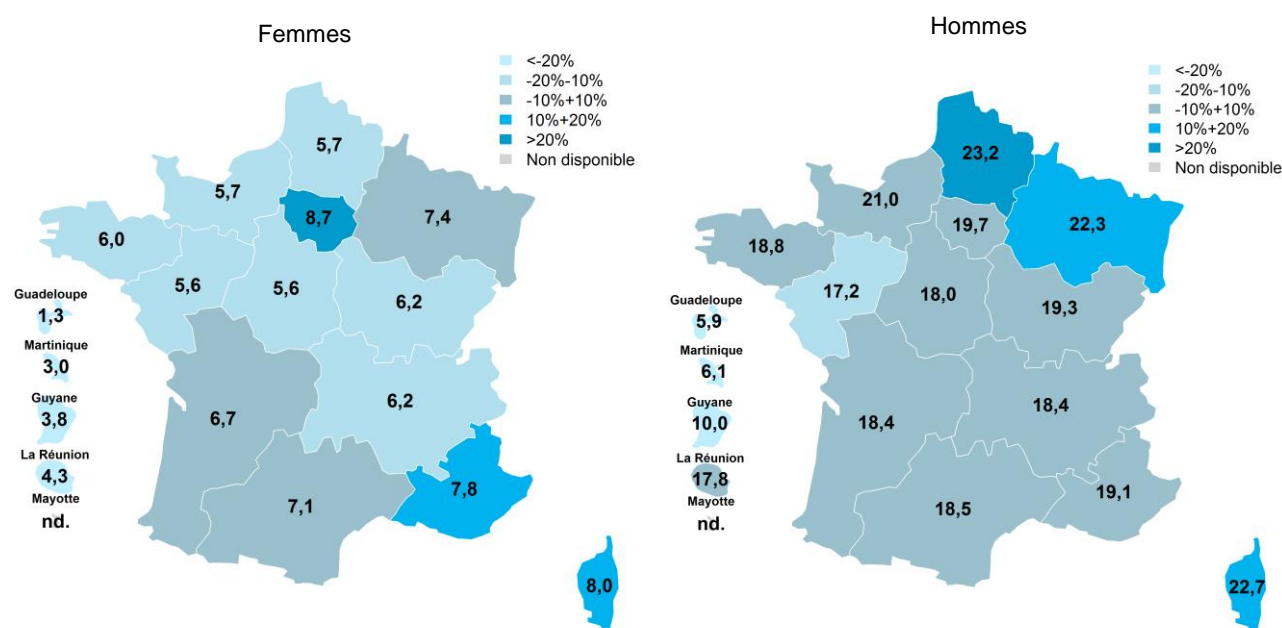 Femmes
<-20%
-20%-10%
-10%+10%
10%+20%
>20%
Non disponible
5,7
5,7
8,7
7,4
6,0
5,6
5,6
6,2
Guadeloupe
1,3
Martinique
3,0
Guyane
3,8
La Réunion
4,3
Mayotte
nd.
6,7
6,2
7,1
7,8
8,0
Hommes
<-20%
-20%-10%
-10%+10%
10%+20%
>20%
Non disponible
23,2
21,0
19,7
22,3
18,8
17,2
18,0
19,3
Guadeloupe
5,9
Martinique
6,1
Guyane
10,0
La Réunion
17,8
Mayotte
nd.
18,4
18,4
18,5
19,1
22,7